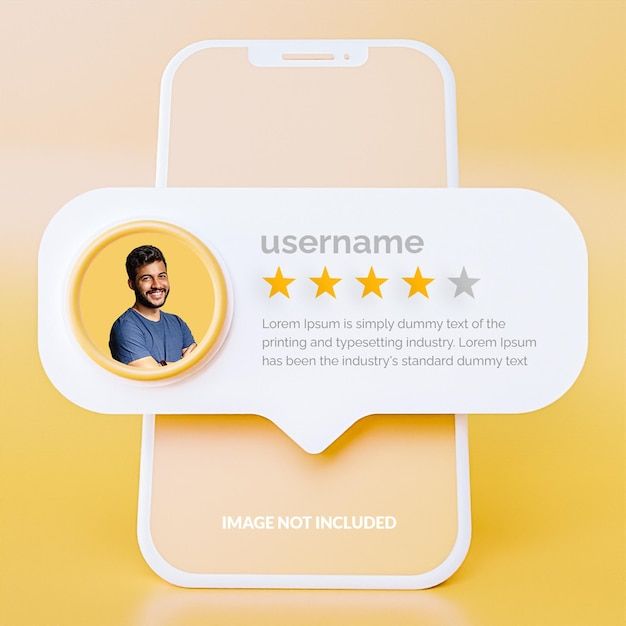 username
Lorem Ipsum is simply dummy text of the
printing and typesetting industry. Lorem Ipsum
has been the industry's standard dummy text
IMAGE NOT INCLUDED